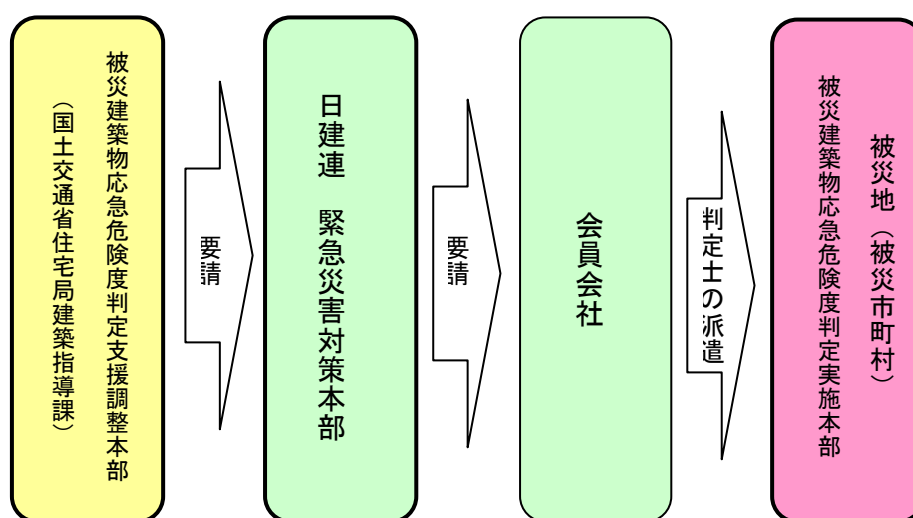 被災建築物応急危険度判定支援調整本部
（国土交通省住宅局建築指導課）
要請
日建連　緊急災害対策本部
要請
会員会社
判定士の派遣
被災地（被災市町村）
被災建築物応急危険度判定実施本部